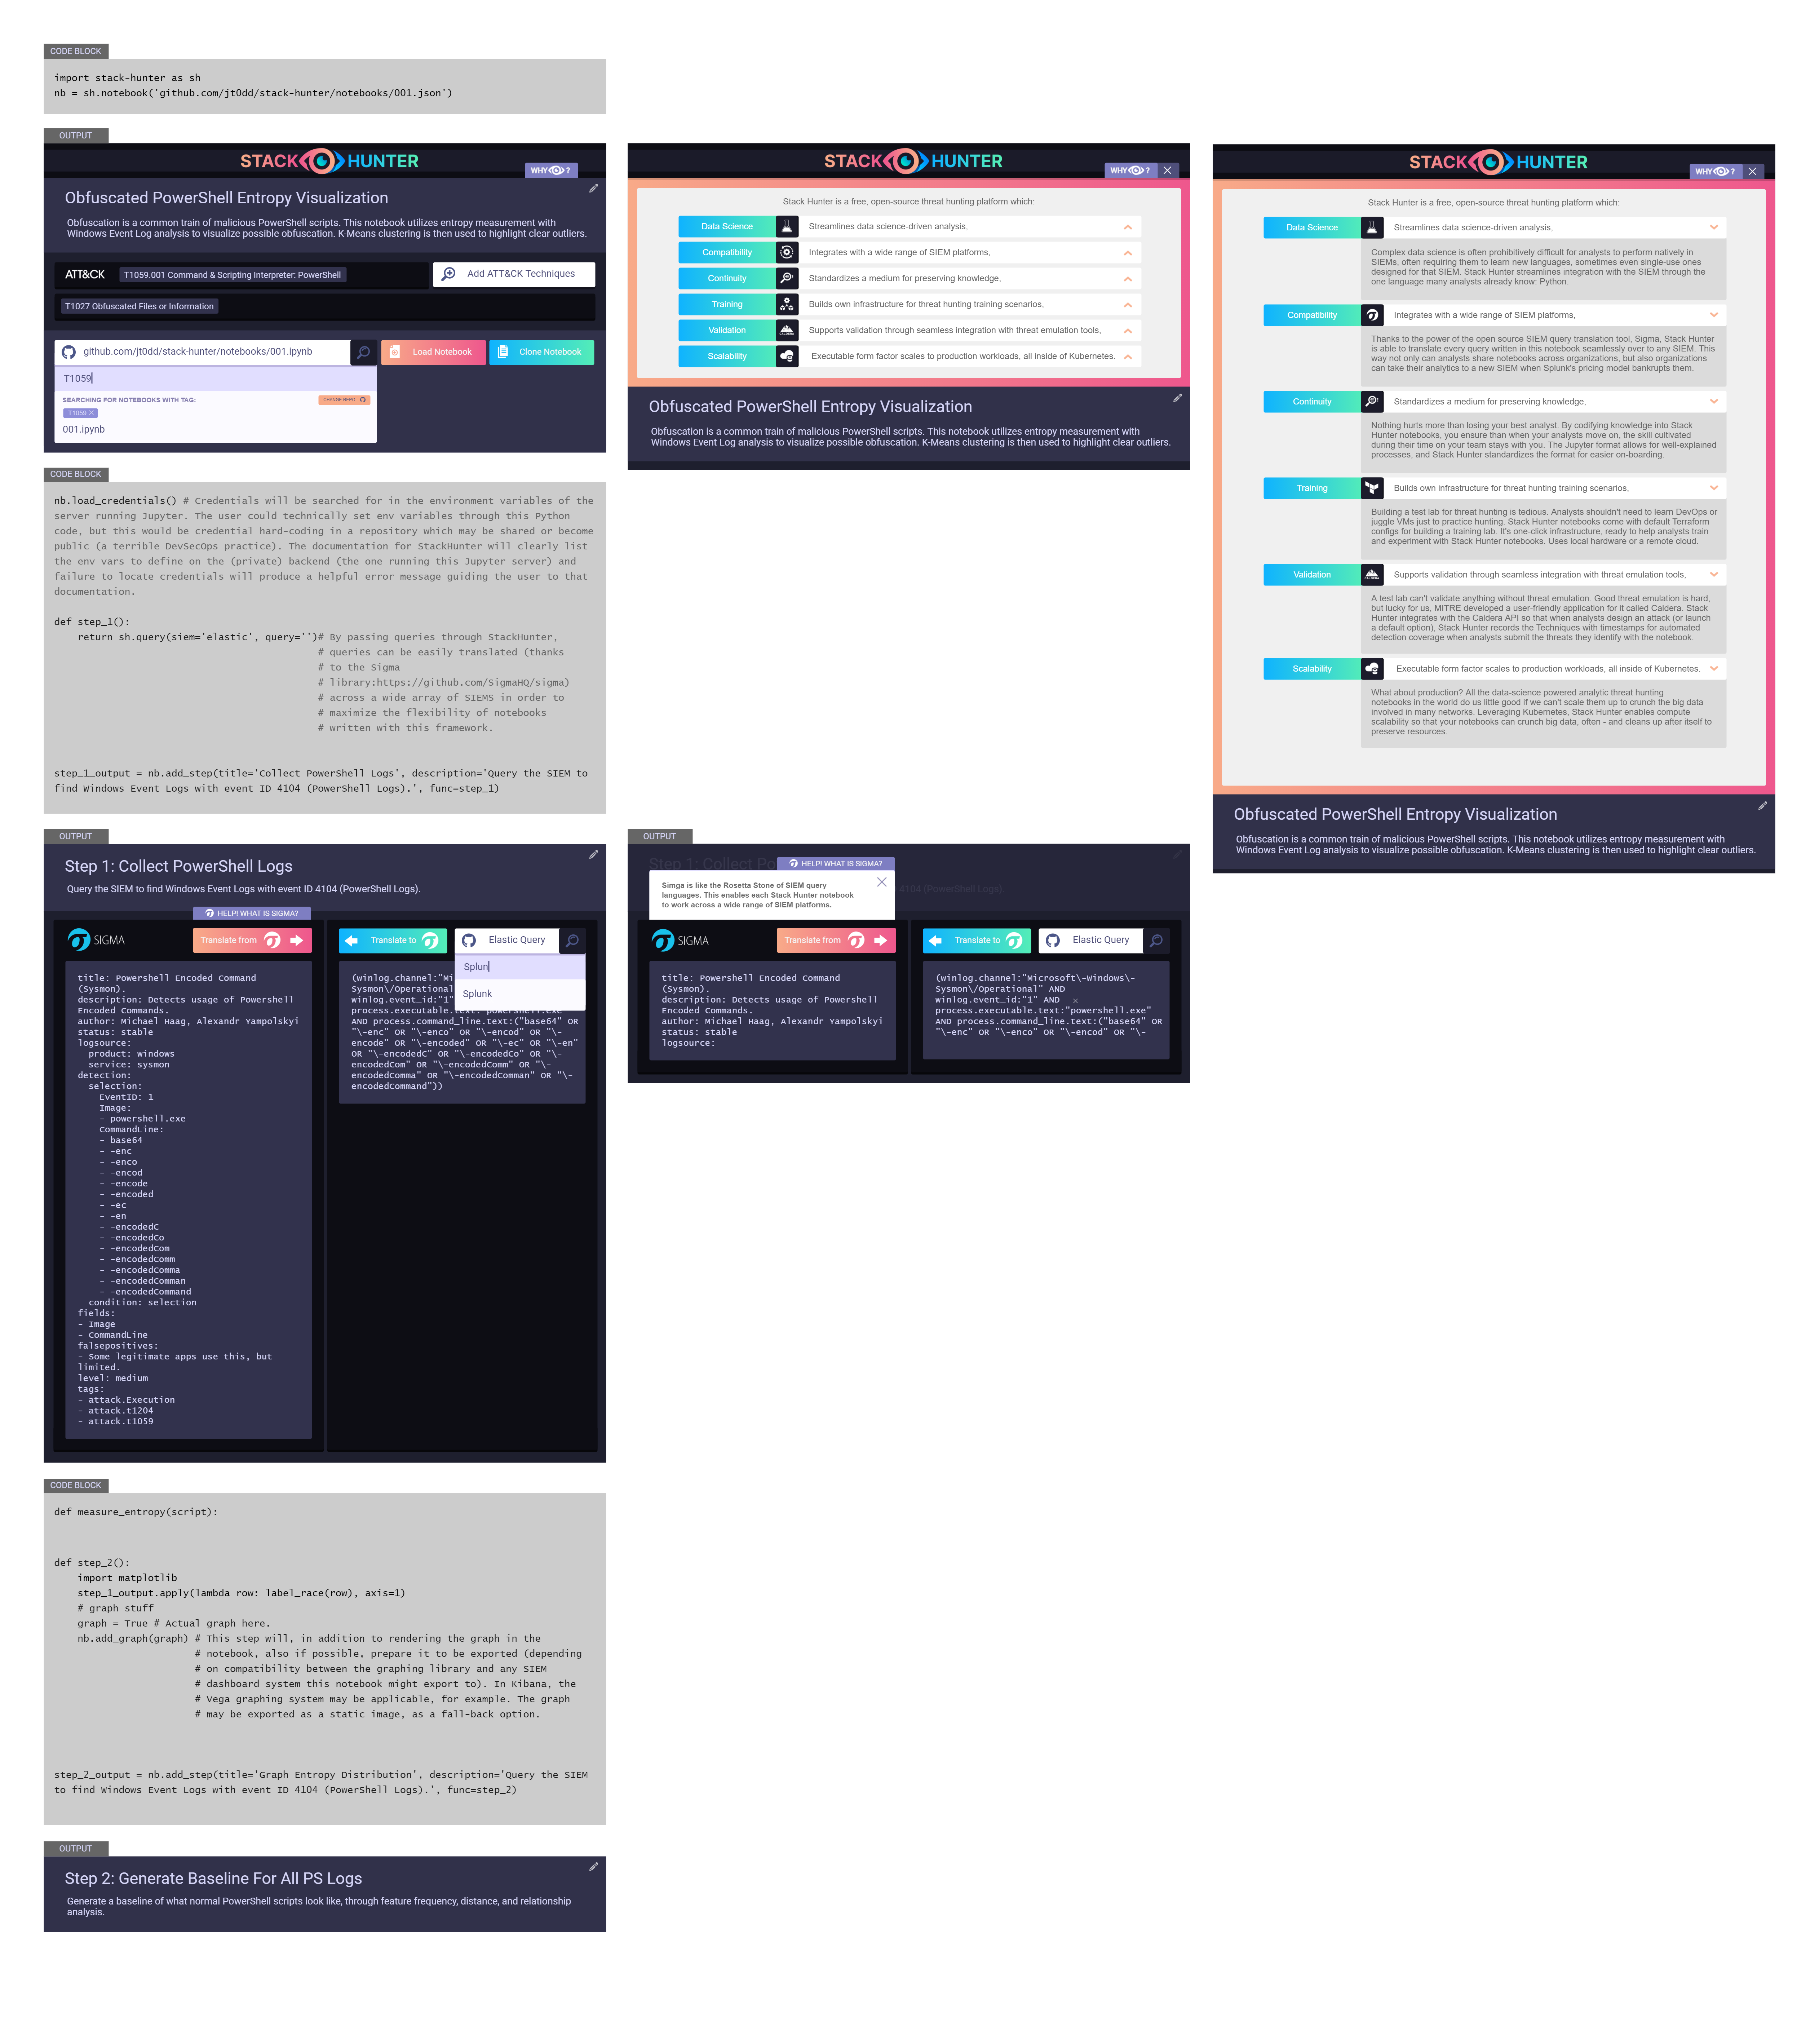 CODE BLOCK
import stack-hunter as sh
nb = sh.notebook('github.com/jt0dd/stack-hunter/notebooks/001.json')
OUTPUT
STACK HUNTER
WHY ?
Obfuscated PowerShell Entropy Visualization
Obfuscation is a common train of malicious PowerShell scripts. This notebook utilizes entropy measurement with
Windows Event Log analysis to visualize possible obfuscation. K-Means clustering is then used to highlight clear outliers.
ATT&CK
T1059.001 Command & Scripting Interpreter: PowerShell
Add ATT&CK Techniques
T1027 Obfuscated Files or Information
github.com/jt0dd/stack-hunter/notebooks/001.ipynb
Load Notebook
Clone Notebook
T1059
SEARCHING FOR NOTEBOOKS WITH TAG:
CHANGE REPO
T1059 ×
001.ipynb
CODE BLOCK
nb.load_credentials() # Credentials will be searched for in the environment variables of the
server running Jupyter. The user could technically set env variables through this Python
code, but this would be credential hard-coding in a repository which may be shared or become
public (a terrible DevSecOps practice). The documentation for StackHunter will clearly list
the env vars to define on the (private) backend (the one running this Jupyter server) and
failure to locate credentials will produce a helpful error message guiding the user to that
documentation.
def step_1():
return sh.query(siem='elastic', query='')# By passing queries through StackHunter,
# queries can be easily translated (thanks
# to the Sigma
# library:https://github.com/SigmaHQ/sigma)
# across a wide array of SIEMS in order to
# maximize the flexibility of notebooks
# written with this framework.
step_1_output = nb.add_step(title='Collect PowerShell Logs', description='Query the SIEM to
find Windows Event Logs with event ID 4104 (PowerShell Logs).', func=step_1)
OUTPUT
Step 1: Collect PowerShell Logs
Query the SIEM to find Windows Event Logs with event ID 4104 (PowerShell Logs).
HELP! WHAT IS SIGMA?
SIGMA
Translate from
Translate to
Elastic Query
Splun
Splunk
title: Powershell Encoded Command
(Sysmon).
description: Detects usage of Powershell
Encoded Commands.
author: Michael Haag, Alexandr Yampolskyi
status: stable
logsource:
product: windows
service: sysmon
detection:
selection:
EventID: 1
Image:
- powershell.exe
CommandLine:
- base64
- -enc
- -enco
- -encod
- -encode
- -encoded
- -ec
- -en
- -encodedC
- -encodedCo
- -encodedCom
- -encodedComm
- -encodedComma
- -encodedComman
- -encodedCommand
condition: selection
fields:
- Image
- CommandLine
falsepositives:
- Some legitimate apps use this, but
limited.
level: medium
tags:
- attack.Execution
- attack.t1204
- attack.t1059
(winlog.channel:"Mi
Sysmon\/Operational
winlog.event_id:"1"
process.executable.text:"powershell.exe"
AND process.command_line.text:("base64" OR
"\-enc" OR "\-enco" OR "\-encod" OR "\-
encode" OR "\-encoded" OR "\-ec" OR "\-en"
OR "\-encodedc" OR "\-encodedCo" OR "\-
encodedCom" OR "\-encodedComm" OR "\-
encodedComma" OR "\-encodedComman" OR "\-
encodedCommand"))
CODE BLOCK
def measure_entropy(script):
def step_2():
import matplotlib
step_1_output.apply(lambda row: label_race(row), axis=1)
# graph stuff
graph = True # Actual graph here.
nb.add_graph(graph) # This step will, in addition to rendering the graph in the
# notebook, also if possible, prepare it to be exported (depending
# on compatibility between the graphing library and any SIEM
# dashboard system this notebook might export to). In Kibana, the
# Vega graphing system may be applicable, for example. The graph
# may be exported as a static image, as a fall-back option.
step_2_output = nb.add_step(title='Graph Entropy Distribution', description='Query the SIEM
to find Windows Event Logs with event ID 4104 (PowerShell Logs).', func=step_2)
OUTPUT
Step 2: Generate Baseline For All PS Logs
Generate a baseline of what normal PowerShell scripts look like, through feature frequency, distance, and relationship
analysis.
STACK HUNTER
WHY ? ×
Stack Hunter is a free, open-source threat hunting platform which:
Data Science Streamlines data science-driven analysis,
Compatibility Integrates with a wide range of SIEM platforms,
Continuity Standardizes a medium for preserving knowledge,
Training Builds own infrastructure for threat hunting training scenarios,
Validation CALDERA Supports validation through seamless integration with threat emulation tools,
Scalability Executable form factor scales to production workloads, all inside of Kubernetes.
Obfuscated PowerShell Entropy Visualization
Obfuscation is a common train of malicious PowerShell scripts. This notebook utilizes entropy measurement with
Windows Event Log analysis to visualize possible obfuscation. K-Means clustering is then used to highlight clear outliers.
OUTPUT
Step 1: Collect Po
HELP! WHAT IS SIGMA?
Simga is like the Rosetta Stone of SIEM query
languages. This enables each Stack Hunter notebook
to work across a wide range of SIEM platforms.
4104 (PowerShell Logs).
SIGMA
Translate from
Translate to
Elastic Query
title: Powershell Encoded Command
(Sysmon).
description: Detects usage of Powershell
Encoded Commands.
author: Michael Haag, Alexandr Yampolskyi
status: stable
logsource:
(winlog.channel:"Microsoft\-Windows\-
Sysmon\/Operational" AND
winlog.event_id:"1" AND
process.executable.text:"powershell.exe"
AND process.command_line.text:("base64" OR
"\-enc" OR "\-enco" OR "\-encod" OR "\-
STACK HUNTER
WHY ? ×
Stack Hunter is a free, open-source threat hunting platform which:
Data Science Streamlines data science-driven analysis,
Complex data science is often prohibitively difficult for analysts to perform natively in
SIEMs, often requiring them to learn new languages, sometimes even single-use ones
designed for that SIEM. Stack Hunter streamlines integration with the SIEM through the
one language many analysts already know: Python.
Compatibility Integrates with a wide range of SIEM platforms,
Thanks to the power of the open source SIEM query translation tool, Sigma, Stack Hunter
is able to translate every query written in this notebook seamlessly over to any SIEM. This
way not only can analysts share notebooks across organizations, but also organizations
can take their analytics to a new SIEM when Splunk's pricing model bankrupts them.
Continuity Standardizes a medium for preserving knowledge,
Nothing hurts more than losing your best analyst. By codifying knowledge into Stack
Hunter notebooks, you ensure than when your analysts move on, the skill cultivated
during their time on your team stays with you. The Jupyter format allows for well-explained
processes, and Stack Hunter standardizes the format for easier on-boarding.
Training Builds own infrastructure for threat hunting training scenarios,
Building a test lab for threat hunting is tedious. Analysts shouldn't need to learn DevOps or
juggle VMs just to practice hunting. Stack Hunter notebooks come with default Terraform
configs for building a training lab. It's one-click infrastructure, ready to help analysts train
and experiment with Stack Hunter notebooks. Uses local hardware or a remote cloud.
Validation CALDERA Supports validation through seamless integration with threat emulation tools,
A test lab can't validate anything without threat emulation. Good threat emulation is hard,
but lucky for us, MITRE developed a user-friendly application for it called Caldera. Stack
Hunter integrates with the Caldera API so that when analysts design an attack (or launch
a default option), Stack Hunter records the Techniques with timestamps for automated
detection coverage when analysts submit the threats they identify with the notebook.
Scalability Executable form factor scales to production workloads, all inside of Kubernetes.
What about production? All the data-science powered analytic threat hunting
notebooks in the world do us little good if we can't scale them up to crunch the big data
involved in many networks. Leveraging Kubernetes, Stack Hunter enables compute
scalability so that your notebooks can crunch big data, often - and cleans up after itself to
preserve resources.
Obfuscated PowerShell Entropy Visualization
Obfuscation is a common train of malicious PowerShell scripts. This notebook utilizes entropy measurement with
Windows Event Log analysis to visualize possible obfuscation. K-Means clustering is then used to highlight clear outliers.